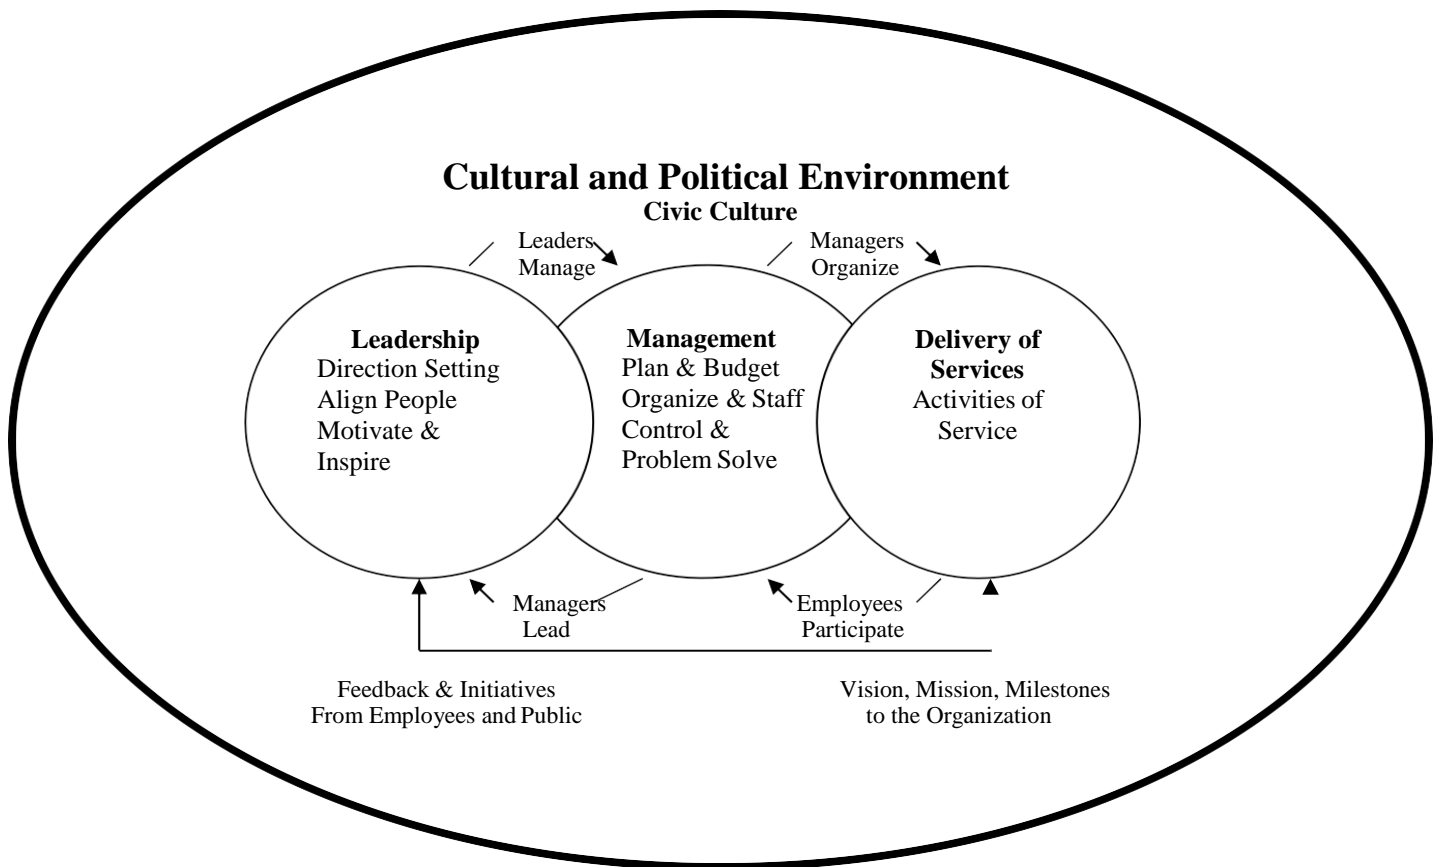 Cultural and Political Environment
Civic Culture
Leaders
Manage
Managers
Organize
Leadership
Direction Setting
Align People
Motivate &
Inspire
Management
Plan & Budget
Organize & Staff
Control &
Problem Solve
Delivery of
Services
Activities of
Service
Managers
Lead
Employees
Participate
Feedback & Initiatives
From Employees and Public
Vision, Mission, Milestones
to the Organization